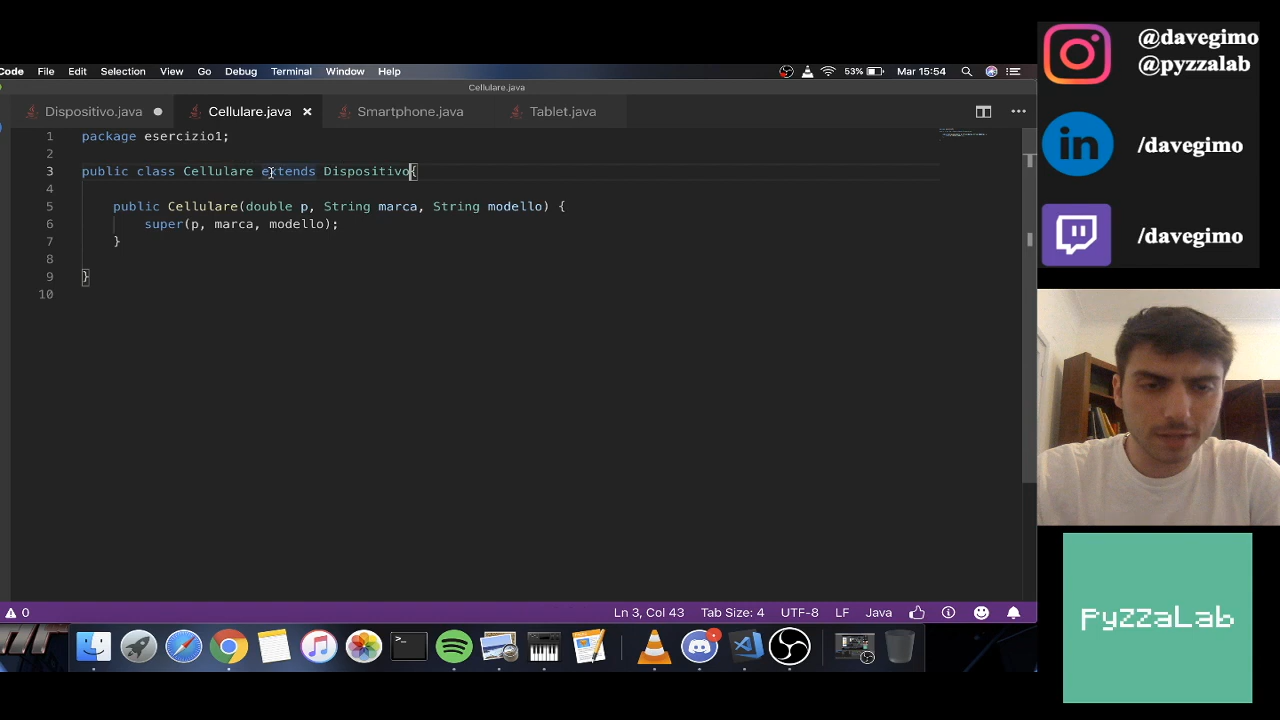 Code File Edit Selection View Go Debug Terminal Window Help 53% Mar 15:54
Cellulare.java
Dispositivo.java Cellulare.java Smartphone.java Tablet.java
1 package esercizio1;
2
3 public class Cellulare extends Dispositivo{
4
5 public Cellulare(double p, String marca, String modello) {
6 super(p, marca, modello);
7 }
8
9 }
10
0 Ln 3, Col 43 Tab Size: 4 UTF-8 LF Java
@davegimo
@pyzzalab
in /davegimo
/davegimo
PyZZaLab